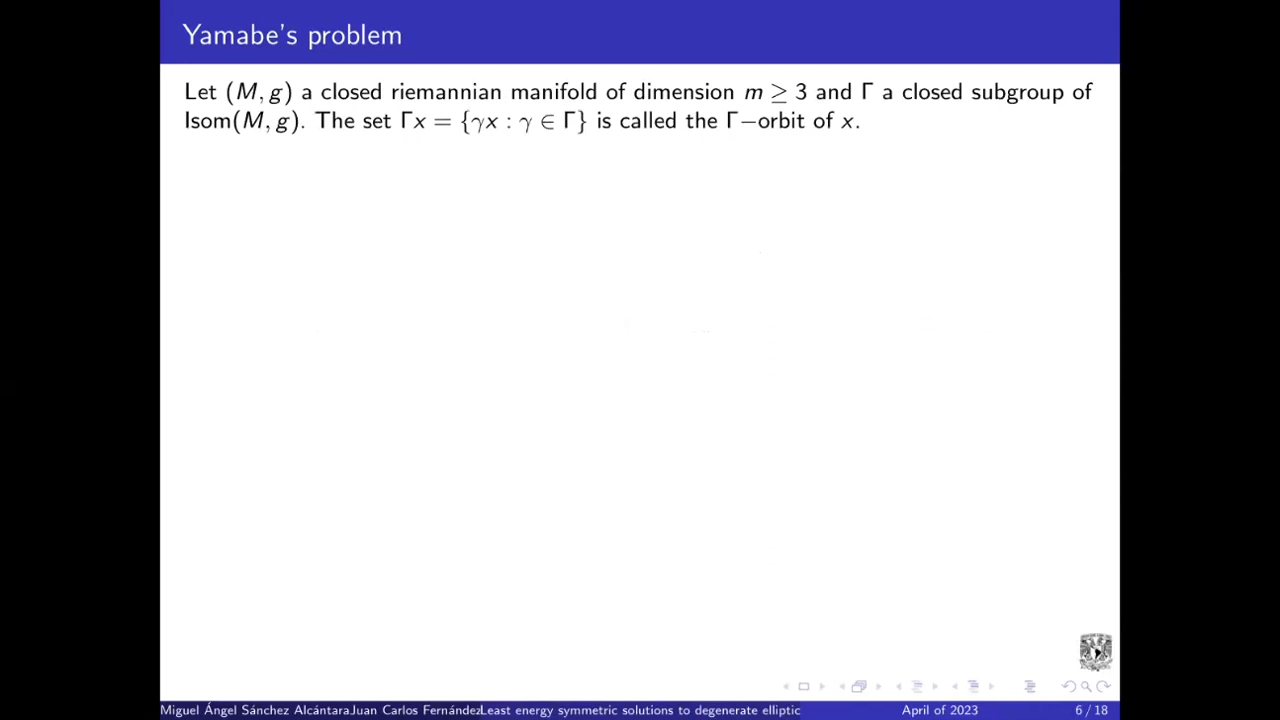 Yamabe's problem
Let (M, g) a closed riemannian manifold of dimension m ≥ 3 and Γ a closed subgroup of
Isom(M, g). The set Γx = {γx : γ ∈ Γ} is called the Γ−orbit of x.
Miguel Ángel Sánchez AlcántaraJuan Carlos Fernández Least energy symmetric solutions to degenerate elliptic April of 2023 6 / 18